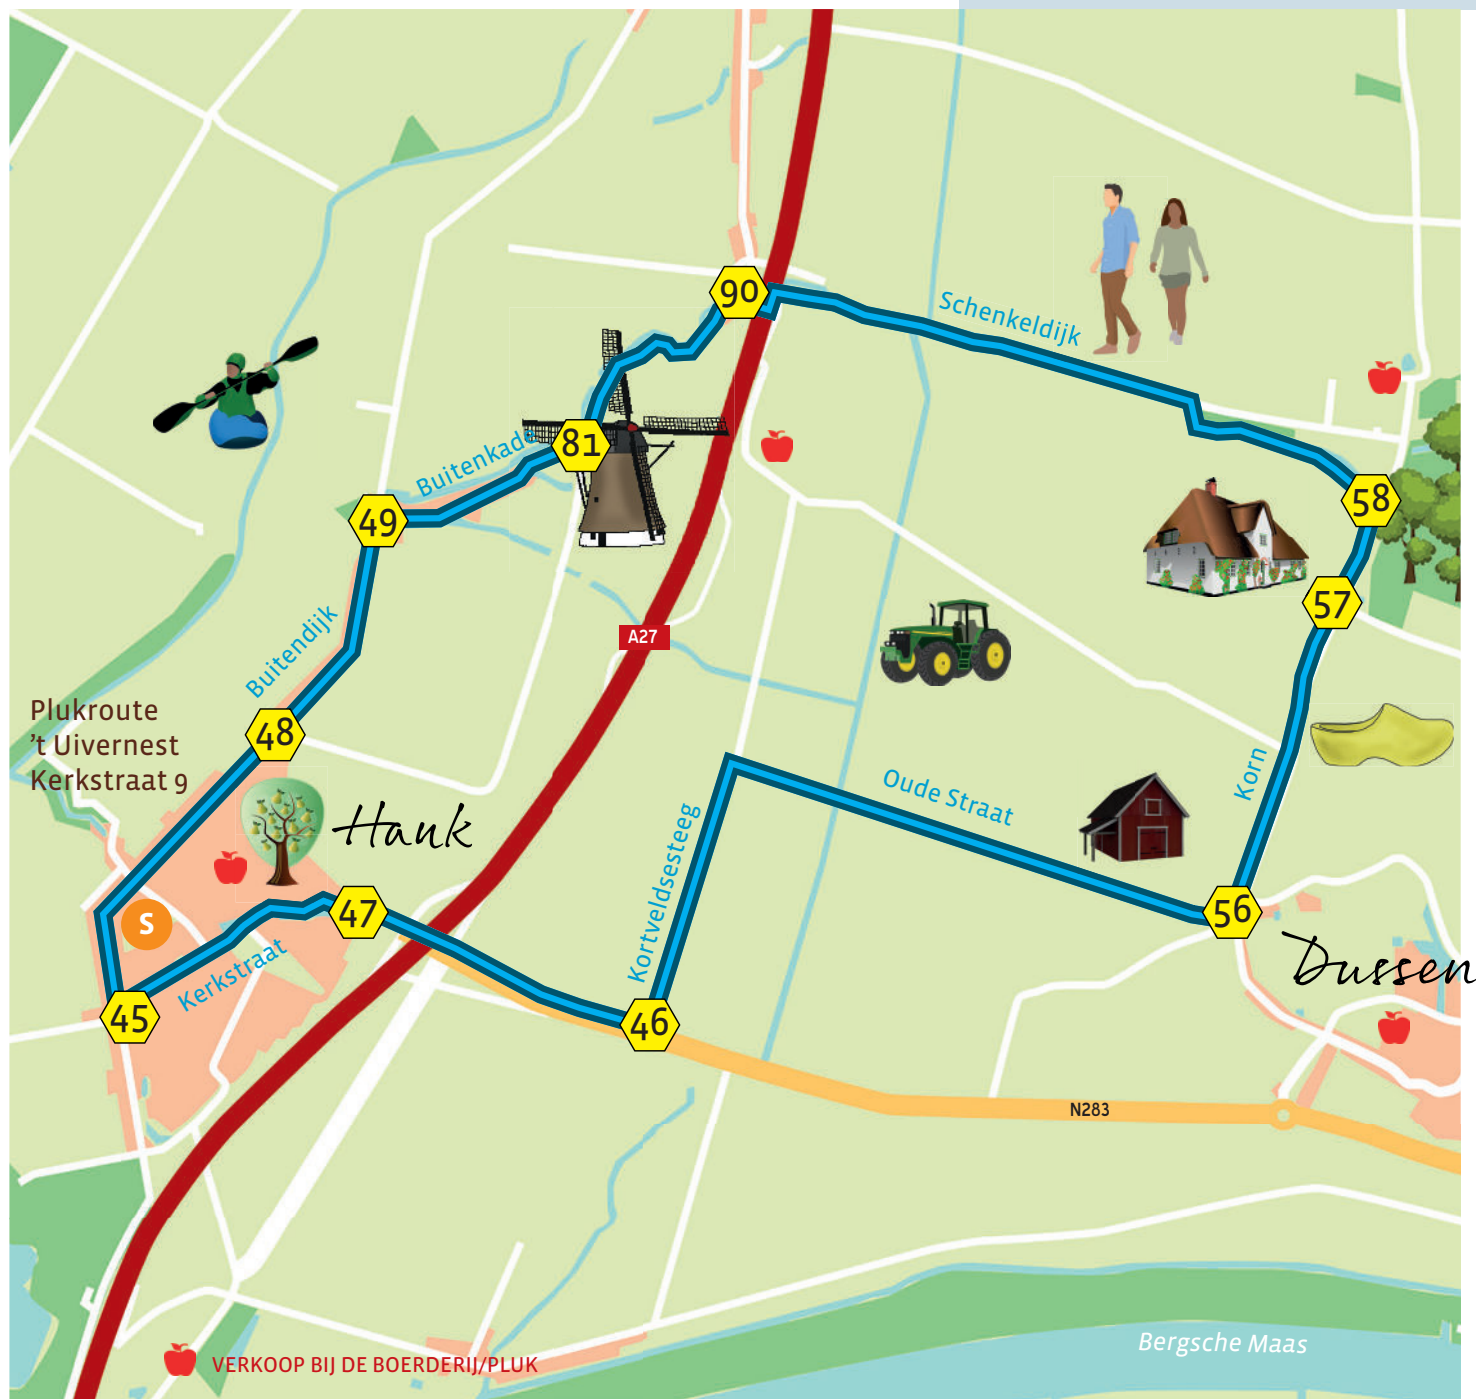 90
Schenkeldijk
81
Buitenkade
58
49
57
A27
Buitendijk
Plukroute
't Uivernest
Kerkstraat 9
48
Korn
Oude Straat
Hank
Kortveldsesteeg
47
56
S
Dussen
Kerkstraat
45
46
N283
Bergsche Maas
VERKOOP BIJ DE BOERDERIJ/PLUK